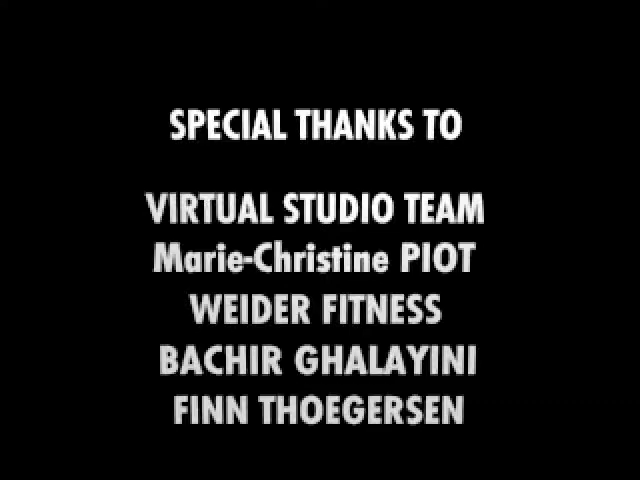 SPECIAL THANKS TO
VIRTUAL STUDIO TEAM
Marie-Christine PIOT
WEIDER FITNESS
BACHIR GHALAYINI
FINN THOEGERSEN